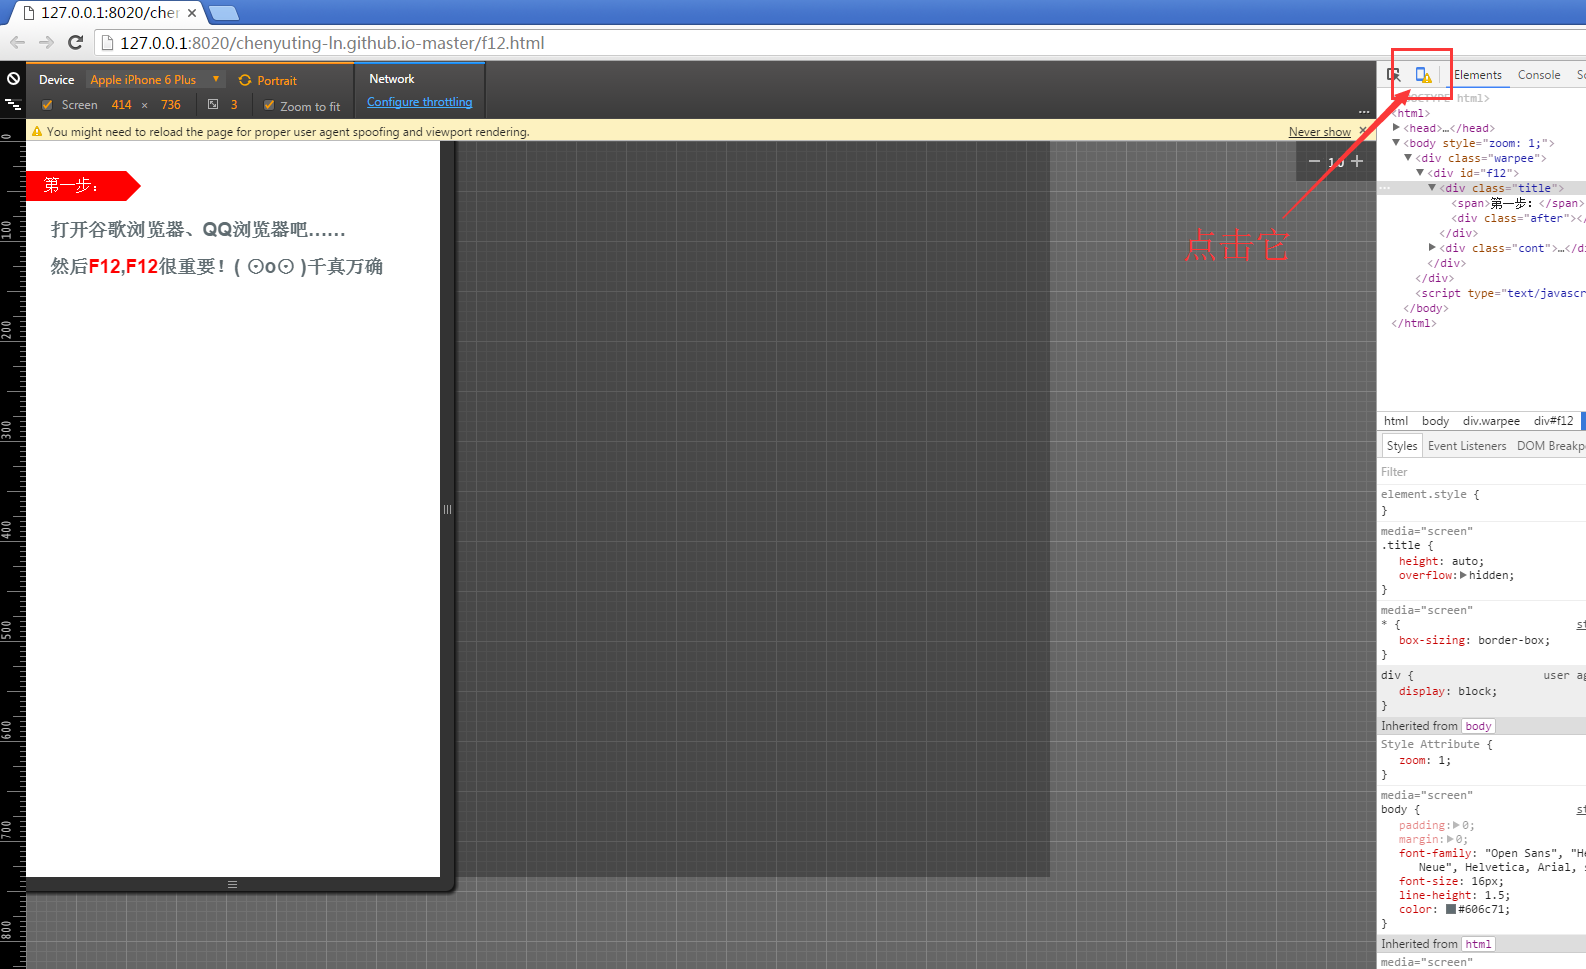 127.0.0.1:8020/cher
127.0.0.1:8020/chenyuting-ln.github.io-master/f12.html
Device Apple iPhone 6 Plus Portrait
Screen 414 × 736 3 Zoom to fit
Network
Configure throttling
...
You might need to reload the page for proper user agent spoofing and viewport rendering.
Never show ×
0
100
200
300
400
500
600
700
800
第一步：
打开谷歌浏览器、QQ浏览器吧......
然后F12,F12很重要！( ⊙o⊙ )千真万确
点击它
Elements Console
html>
<html>
<head>…</head>
<body style="zoom: 1;">
<div class="warpee">
<div id="f12">
<div class="title">
<span>第一步：</span>
<div class="after"></
</div>
<div class="cont">…</di
</div>
</div>
<script type="text/javascr
</body>
</html>
html body div.warpee div#f12
Styles Event Listeners DOM Breakp
Filter
element.style {
}
media="screen"
.title {
height: auto;
overflow: hidden;
}
media="screen"
* { st
box-sizing: border-box;
}
div { user ag
display: block;
}
Inherited from body
Style Attribute {
zoom: 1;
}
media="screen"
body { st
padding: 0;
margin: 0;
font-family: "Open Sans", "He
Neue", Helvetica, Arial, s
font-size: 16px;
line-height: 1.5;
color: #606c71;
}
Inherited from html
media="screen"